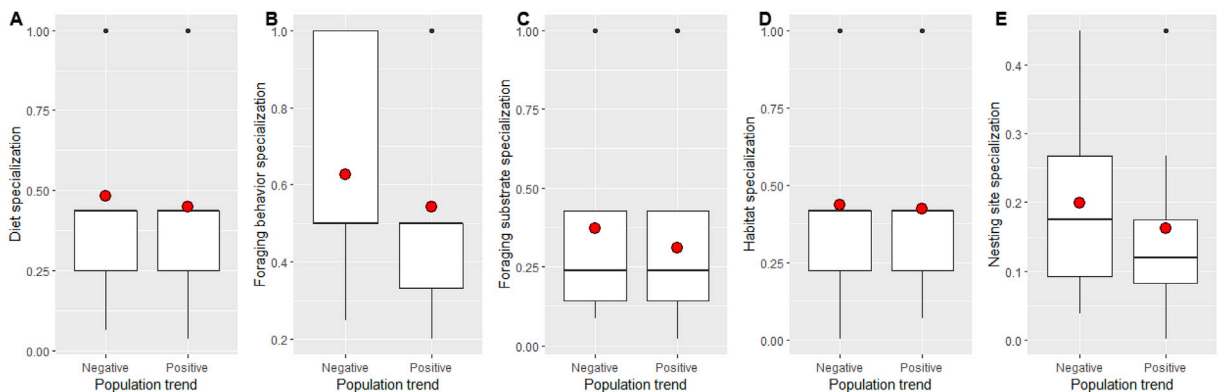 A
Diet specialization
1.00
0.75
0.50
0.25
0.00
Negative
Positive
Population trend
B
Foraging behavior specialization
1.0
0.8
0.6
0.4
0.2
Negative
Positive
Population trend
C
Foraging substrate specialization
1.00
0.75
0.50
0.25
0.00
Negative
Positive
Population trend
D
Habitat specialization
1.00
0.75
0.50
0.25
0.00
Negative
Positive
Population trend
E
Nesting site specialization
0.4
0.3
0.2
0.1
0.0
Negative
Positive
Population trend